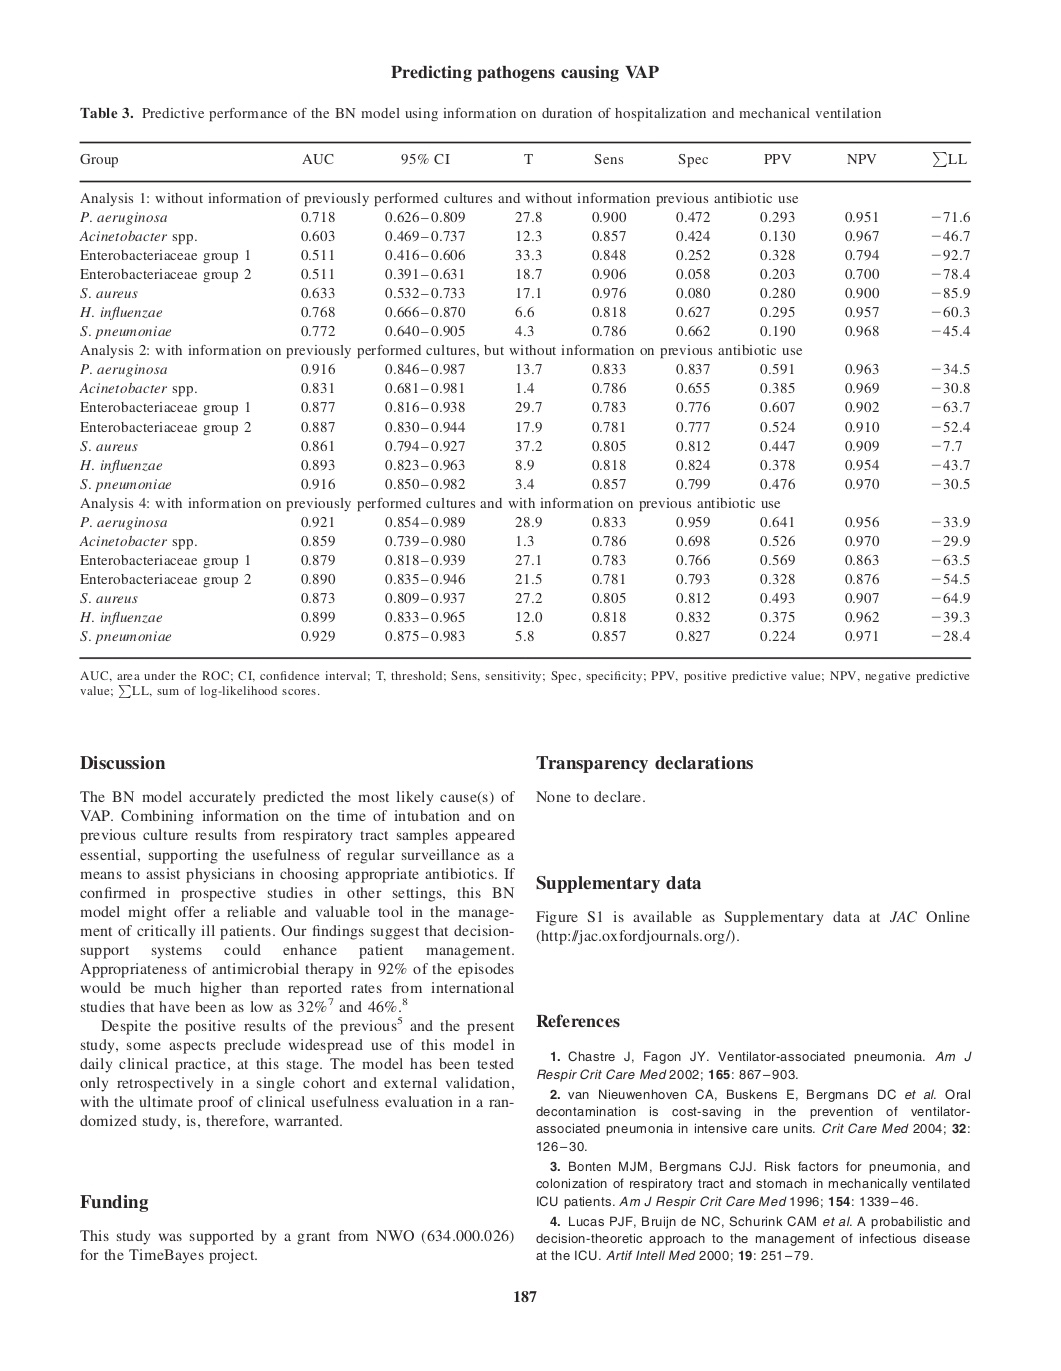 Predicting pathogens causing VAP
Table 3. Predictive performance of the BN model using information on duration of hospitalization and mechanical ventilation
Group AUC 95% CI T Sens Spec PPV NPV ∑LL
Analysis 1: without information of previously performed cultures and without information previous antibiotic use
P. aeruginosa 0.718 0.626–0.809 27.8 0.900 0.472 0.293 0.951 −71.6
Acinetobacter spp. 0.603 0.469–0.737 12.3 0.857 0.424 0.130 0.967 −46.7
Enterobacteriaceae group 1 0.511 0.416–0.606 33.3 0.848 0.252 0.328 0.794 −92.7
Enterobacteriaceae group 2 0.511 0.391–0.631 18.7 0.906 0.058 0.203 0.700 −78.4
S. aureus 0.633 0.532–0.733 17.1 0.976 0.080 0.280 0.900 −85.9
H. influenzae 0.768 0.666–0.870 6.6 0.818 0.627 0.295 0.957 −60.3
S. pneumoniae 0.772 0.640–0.905 4.3 0.786 0.662 0.190 0.968 −45.4
Analysis 2: with information on previously performed cultures, but without information on previous antibiotic use
P. aeruginosa 0.916 0.846–0.987 13.7 0.833 0.837 0.591 0.963 −34.5
Acinetobacter spp. 0.831 0.681–0.981 1.4 0.786 0.655 0.385 0.969 −30.8
Enterobacteriaceae group 1 0.877 0.816–0.938 29.7 0.783 0.776 0.607 0.902 −63.7
Enterobacteriaceae group 2 0.887 0.830–0.944 17.9 0.781 0.777 0.524 0.910 −52.4
S. aureus 0.861 0.794–0.927 37.2 0.805 0.812 0.447 0.909 −7.7
H. influenzae 0.893 0.823–0.963 8.9 0.818 0.824 0.378 0.954 −43.7
S. pneumoniae 0.916 0.850–0.982 3.4 0.857 0.799 0.476 0.970 −30.5
Analysis 4: with information on previously performed cultures and with information on previous antibiotic use
P. aeruginosa 0.921 0.854–0.989 28.9 0.833 0.959 0.641 0.956 −33.9
Acinetobacter spp. 0.859 0.739–0.980 1.3 0.786 0.698 0.526 0.970 −29.9
Enterobacteriaceae group 1 0.879 0.818–0.939 27.1 0.783 0.766 0.569 0.863 −63.5
Enterobacteriaceae group 2 0.890 0.835–0.946 21.5 0.781 0.793 0.328 0.876 −54.5
S. aureus 0.873 0.809–0.937 27.2 0.805 0.812 0.493 0.907 −64.9
H. influenzae 0.899 0.833–0.965 12.0 0.818 0.832 0.375 0.962 −39.3
S. pneumoniae 0.929 0.875–0.983 5.8 0.857 0.827 0.224 0.971 −28.4
AUC, area under the ROC; CI, confidence interval; T, threshold; Sens, sensitivity; Spec, specificity; PPV, positive predictive value; NPV, negative predictive
value; ∑LL, sum of log-likelihood scores.
Discussion
The BN model accurately predicted the most likely cause(s) of
VAP. Combining information on the time of intubation and on
previous culture results from respiratory tract samples appeared
essential, supporting the usefulness of regular surveillance as a
means to assist physicians in choosing appropriate antibiotics. If
confirmed in prospective studies in other settings, this BN
model might offer a reliable and valuable tool in the manage-
ment of critically ill patients. Our findings suggest that decision-
support systems could enhance patient management.
Appropriateness of antimicrobial therapy in 92% of the episodes
would be much higher than reported rates from international
studies that have been as low as 32%7 and 46%.8
Despite the positive results of the previous5 and the present
study, some aspects preclude widespread use of this model in
daily clinical practice, at this stage. The model has been tested
only retrospectively in a single cohort and external validation,
with the ultimate proof of clinical usefulness evaluation in a ran-
domized study, is, therefore, warranted.
Funding
This study was supported by a grant from NWO (634.000.026)
for the TimeBayes project.
Transparency declarations
None to declare.
Supplementary data
Figure S1 is available as Supplementary data at JAC Online
(http://jac.oxfordjournals.org/).
References
1. Chastre J, Fagon JY. Ventilator-associated pneumonia. Am J
Respir Crit Care Med 2002; 165: 867–903.
2. van Nieuwenhoven CA, Buskens E, Bergmans DC et al. Oral
decontamination is cost-saving in the prevention of ventilator-
associated pneumonia in intensive care units. Crit Care Med 2004; 32:
126–30.
3. Bonten MJM, Bergmans CJJ. Risk factors for pneumonia, and
colonization of respiratory tract and stomach in mechanically ventilated
ICU patients. Am J Respir Crit Care Med 1996; 154: 1339–46.
4. Lucas PJF, Bruijn de NC, Schurink CAM et al. A probabilistic and
decision-theoretic approach to the management of infectious disease
at the ICU. Artif Intell Med 2000; 19: 251–79.
187